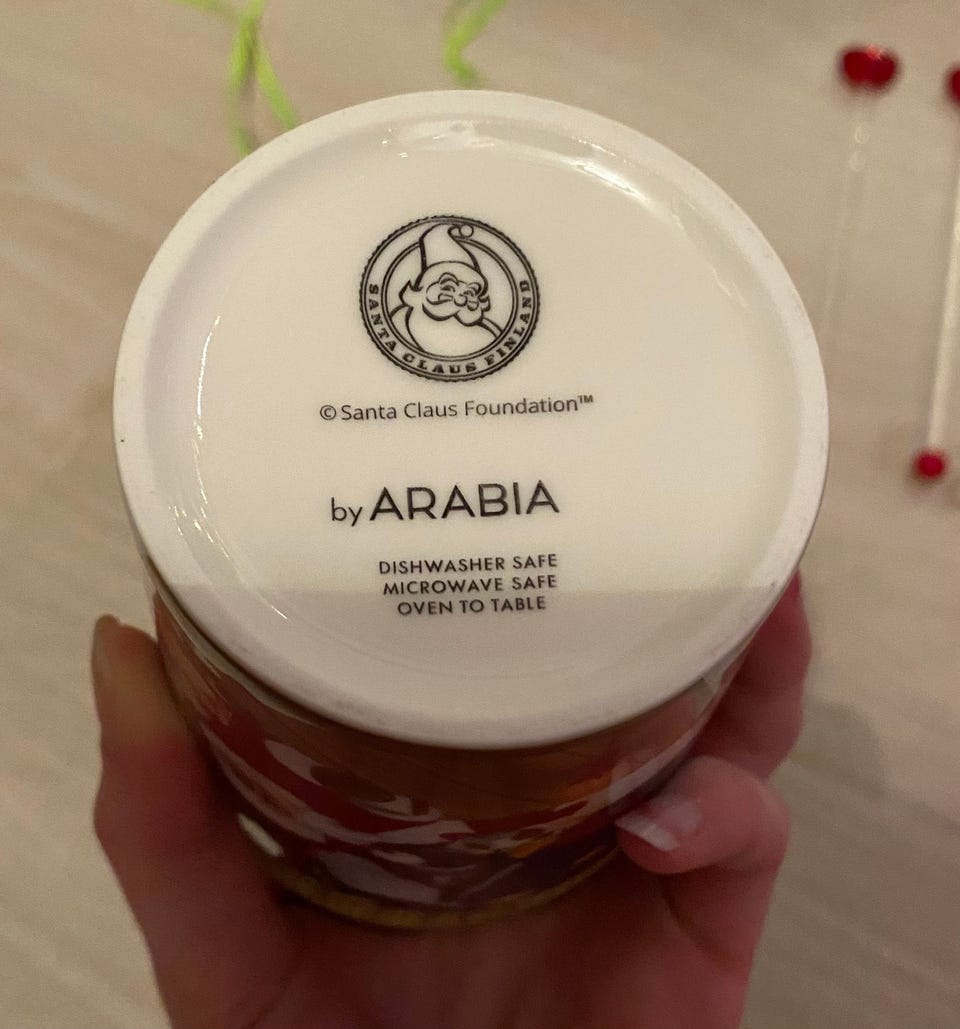 SANTA CLAUS FINLAND
© Santa Claus Foundation™
by ARABIA
DISHWASHER SAFE
MICROWAVE SAFE
OVEN TO TABLE